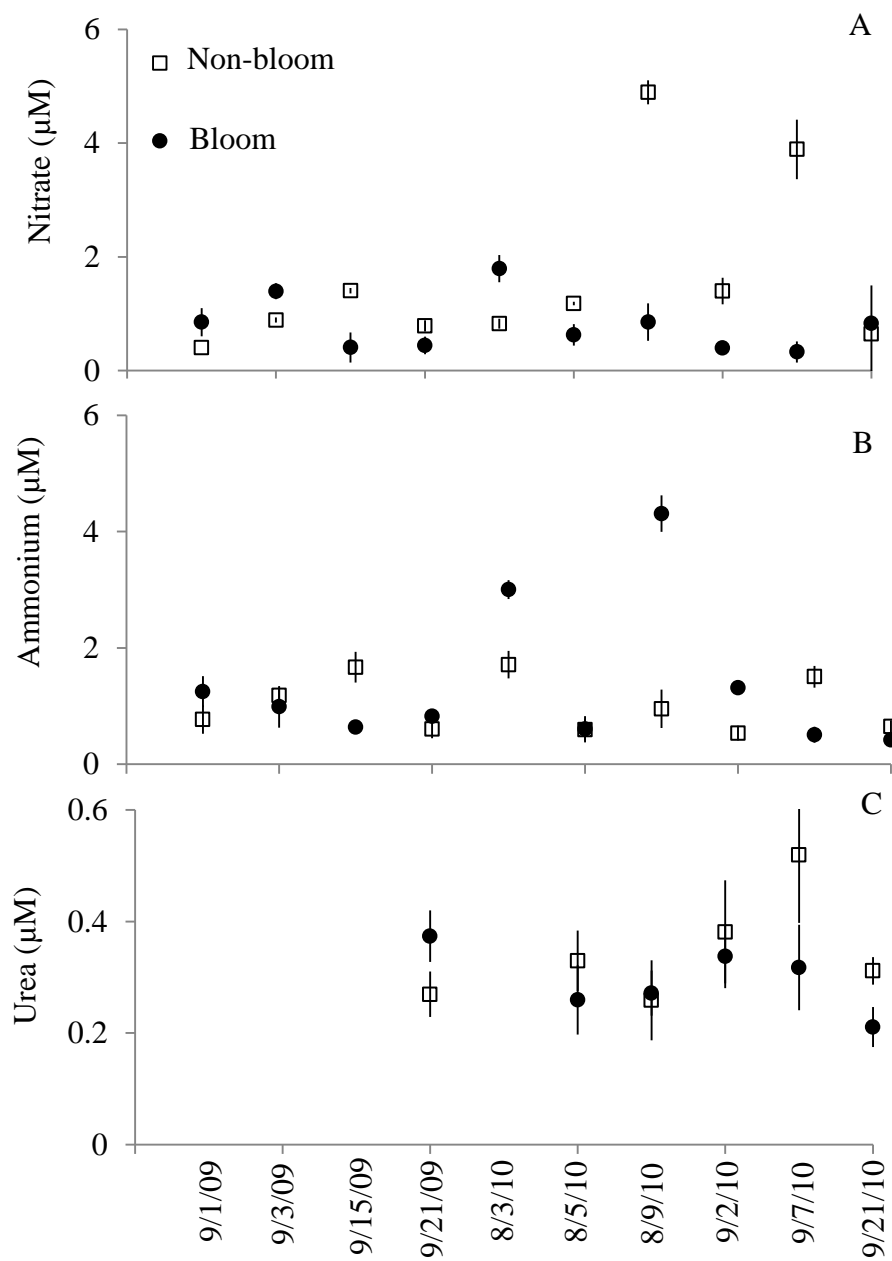 A
6
4
2
0
Nitrate (µM)
Non-bloom
Bloom
B
6
4
2
0
Ammonium (µM)
C
0.6
0.4
0.2
0
Urea (µM)
9/1/09
9/3/09
9/15/09
9/21/09
8/3/10
8/5/10
8/9/10
9/2/10
9/7/10
9/21/10